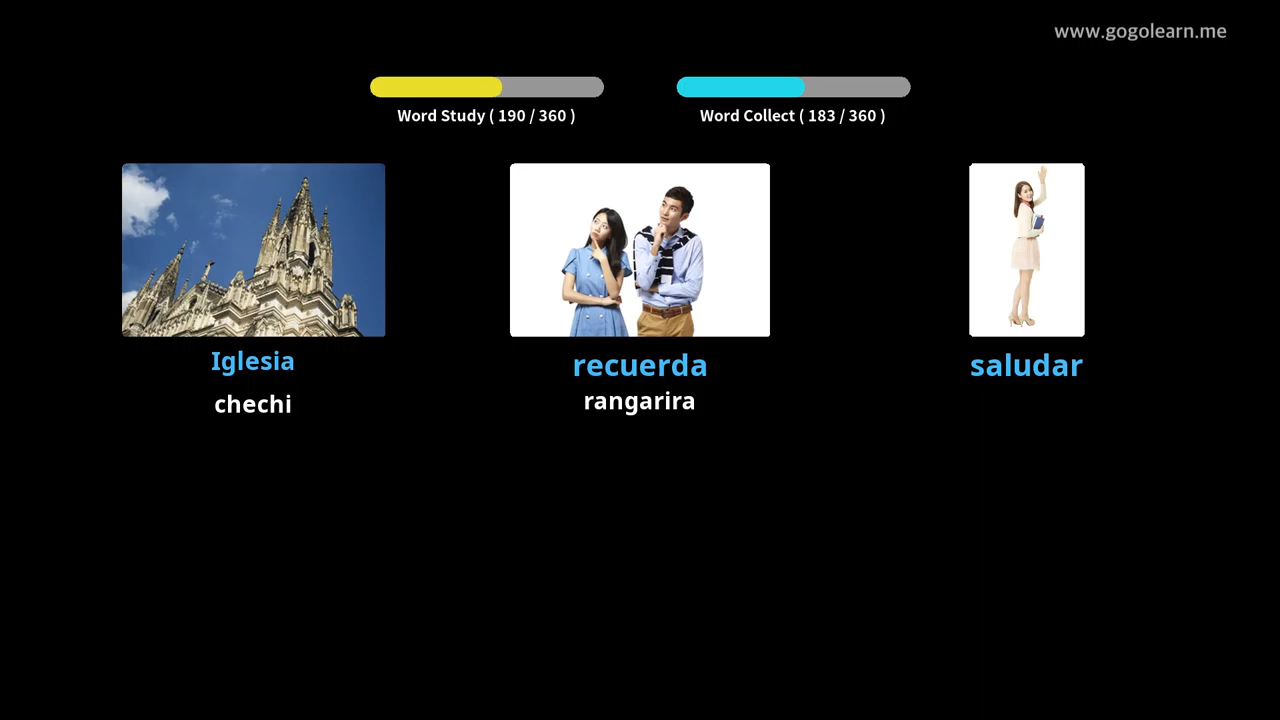 www.gogolearn.me
Word Study ( 190 / 360 )
Word Collect ( 183 / 360 )
Iglesia
chechi
recuerda
rangarira
saludar